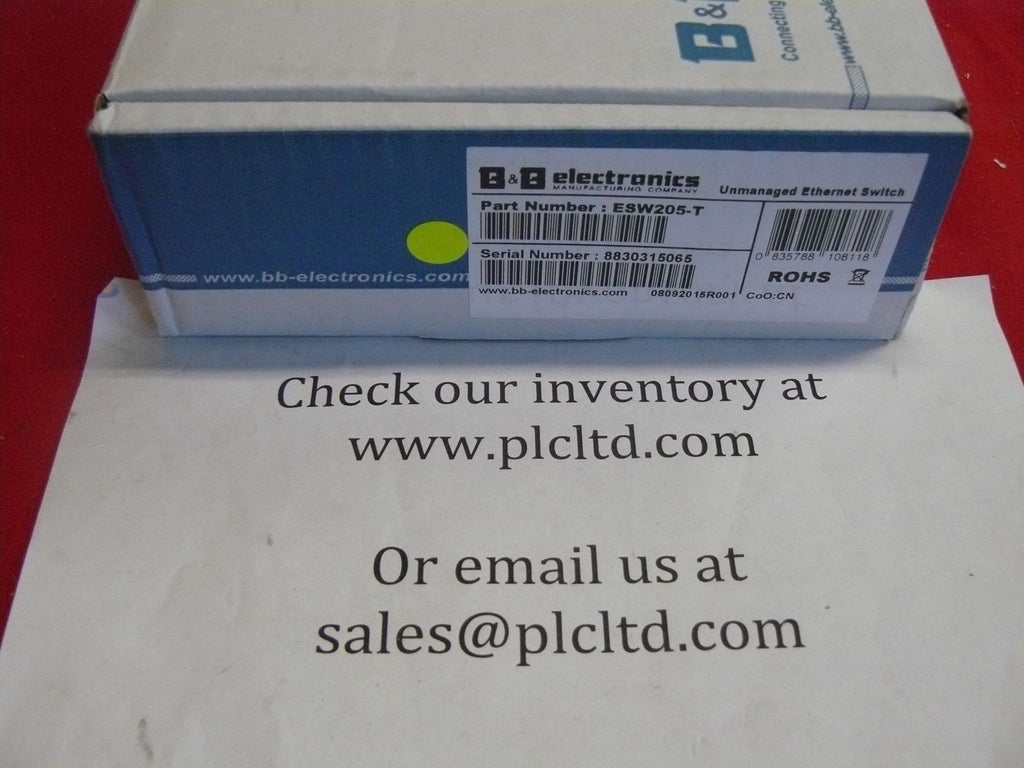 B &
Connecting
B&B electronics
MANUFACTURING COMPANY
Unmanaged Ethernet Switch
Part Number : ESW205-T
Serial Number : 8830315065
www.bb-electronics.com 08092015R001
0 835788 108118
ROHS
CoO:CN
www.bb-electronics.com
Check our inventory at
www.plcltd.com
Or email us at
sales@plcltd.com